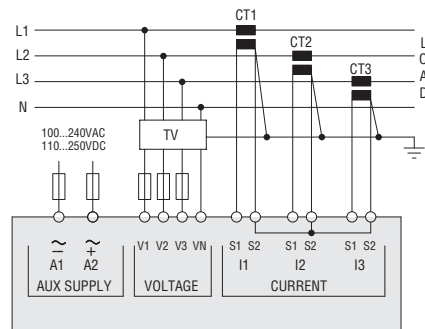 CT1
L1
CT2
L
L2
O
CT3
L3
A
D
N
100...240VAC
110...250VDC
TV
V1 V2 V3 VN S1 S2 S1 S2 S1 S2
A1 A2 I1 I2 I3
AUX SUPPLY VOLTAGE CURRENT